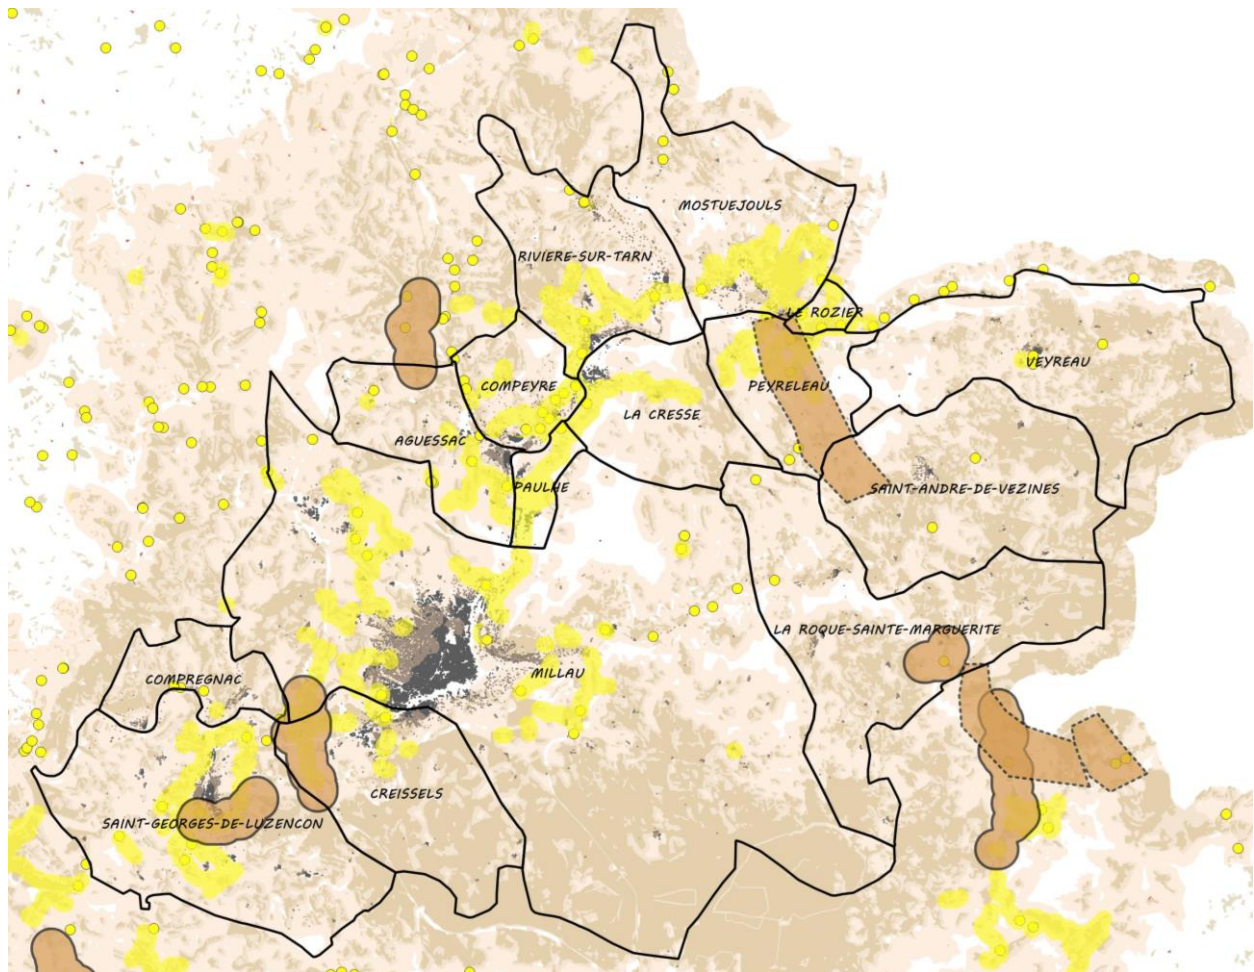 MOSTUEJOULS
RIVIERE-SUR-TARN
LE ROZIER
VEYREAU
COMPEYRE
PEYRELEAU
LA CRESSE
AGUESSAC
PAULHE
SAINT-ANDRE-DE-VEZINES
LA ROQUE-SAINTE-MARGUERITE
MILLAU
COMPREGNAC
CREISSELS
SAINT-GEORGES-DE-LUZENCON